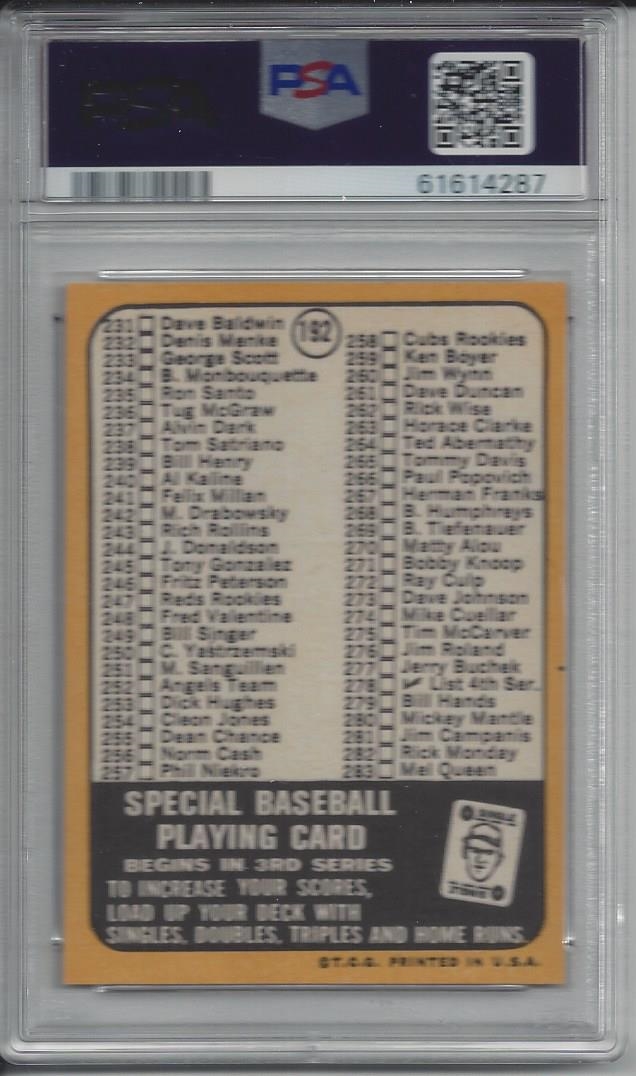 PSA
61614287
192
231 Dave Baldwin
232 Denis Menke
233 George Scott
234 B. Monbouquette
235 Ron Santo
236 Tug McGraw
237 Alvin Dark
238 Tom Satriano
239 Bill Henry
240 Al Kaline
241 Felix Millan
242 M. Drabowsky
243 Rich Rollins
244 J. Donaldson
245 Tony Gonzalez
246 Fritz Peterson
247 Reds Rookies
248 Fred Valentine
249 Bill Singer
250 C. Yastrzemski
251 M. Sanguillen
252 Angels Team
253 Dick Hughes
254 Cleon Jones
255 Dean Chance
256 Norm Cash
257 Phil Niekro
258 Cubs Rookies
259 Ken Boyer
260 Jim Wynn
261 Dave Duncan
262 Rick Wise
263 Horace Clarke
264 Ted Abernathy
265 Tommy Davis
266 Paul Popovich
267 Herman Franks
268 B. Humphreys
269 B. Tiefenauer
270 Matty Alou
271 Bobby Knoop
272 Ray Culp
273 Dave Johnson
274 Mike Cuellar
275 Tim McCarver
276 Jim Roland
277 Jerry Buchek
278 ✓ List 4th Ser.
279 Bill Hands
280 Mickey Mantle
281 Jim Campanis
282 Rick Monday
283 Mel Queen
SPECIAL BASEBALL
PLAYING CARD
BEGINS IN 3RD SERIES
TO INCREASE YOUR SCORES,
LOAD UP YOUR DECK WITH
SINGLES, DOUBLES, TRIPLES AND HOME RUNS.
©T.C.G. PRINTED IN U.S.A.